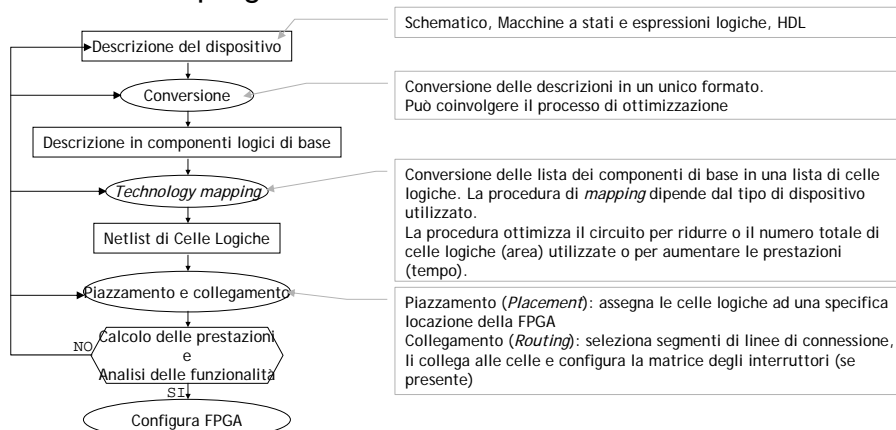 Schematico, Macchine a stati e espressioni logiche, HDL
Descrizione del dispositivo
Conversione delle descrizioni in un unico formato.
Può coinvolgere il processo di ottimizzazione
Conversione
Descrizione in componenti logici di base
Conversione delle lista dei componenti di base in una lista di celle
logiche. La procedura di mapping dipende dal tipo di dispositivo
utilizzato.
La procedura ottimizza il circuito per ridurre o il numero totale di
celle logiche (area) utilizzate o per aumentare le prestazioni
(tempo).
Technology mapping
Netlist di Celle Logiche
Piazzamento e collegamento
Piazzamento (Placement): assegna le celle logiche ad una specifica
locazione della FPGA
Collegamento (Routing): seleziona segmenti di linee di connessione,
li collega alle celle e configura la matrice degli interruttori (se
presente)
NO
Calcolo delle prestazioni
e
Analisi delle funzionalità
SI
Configura FPGA